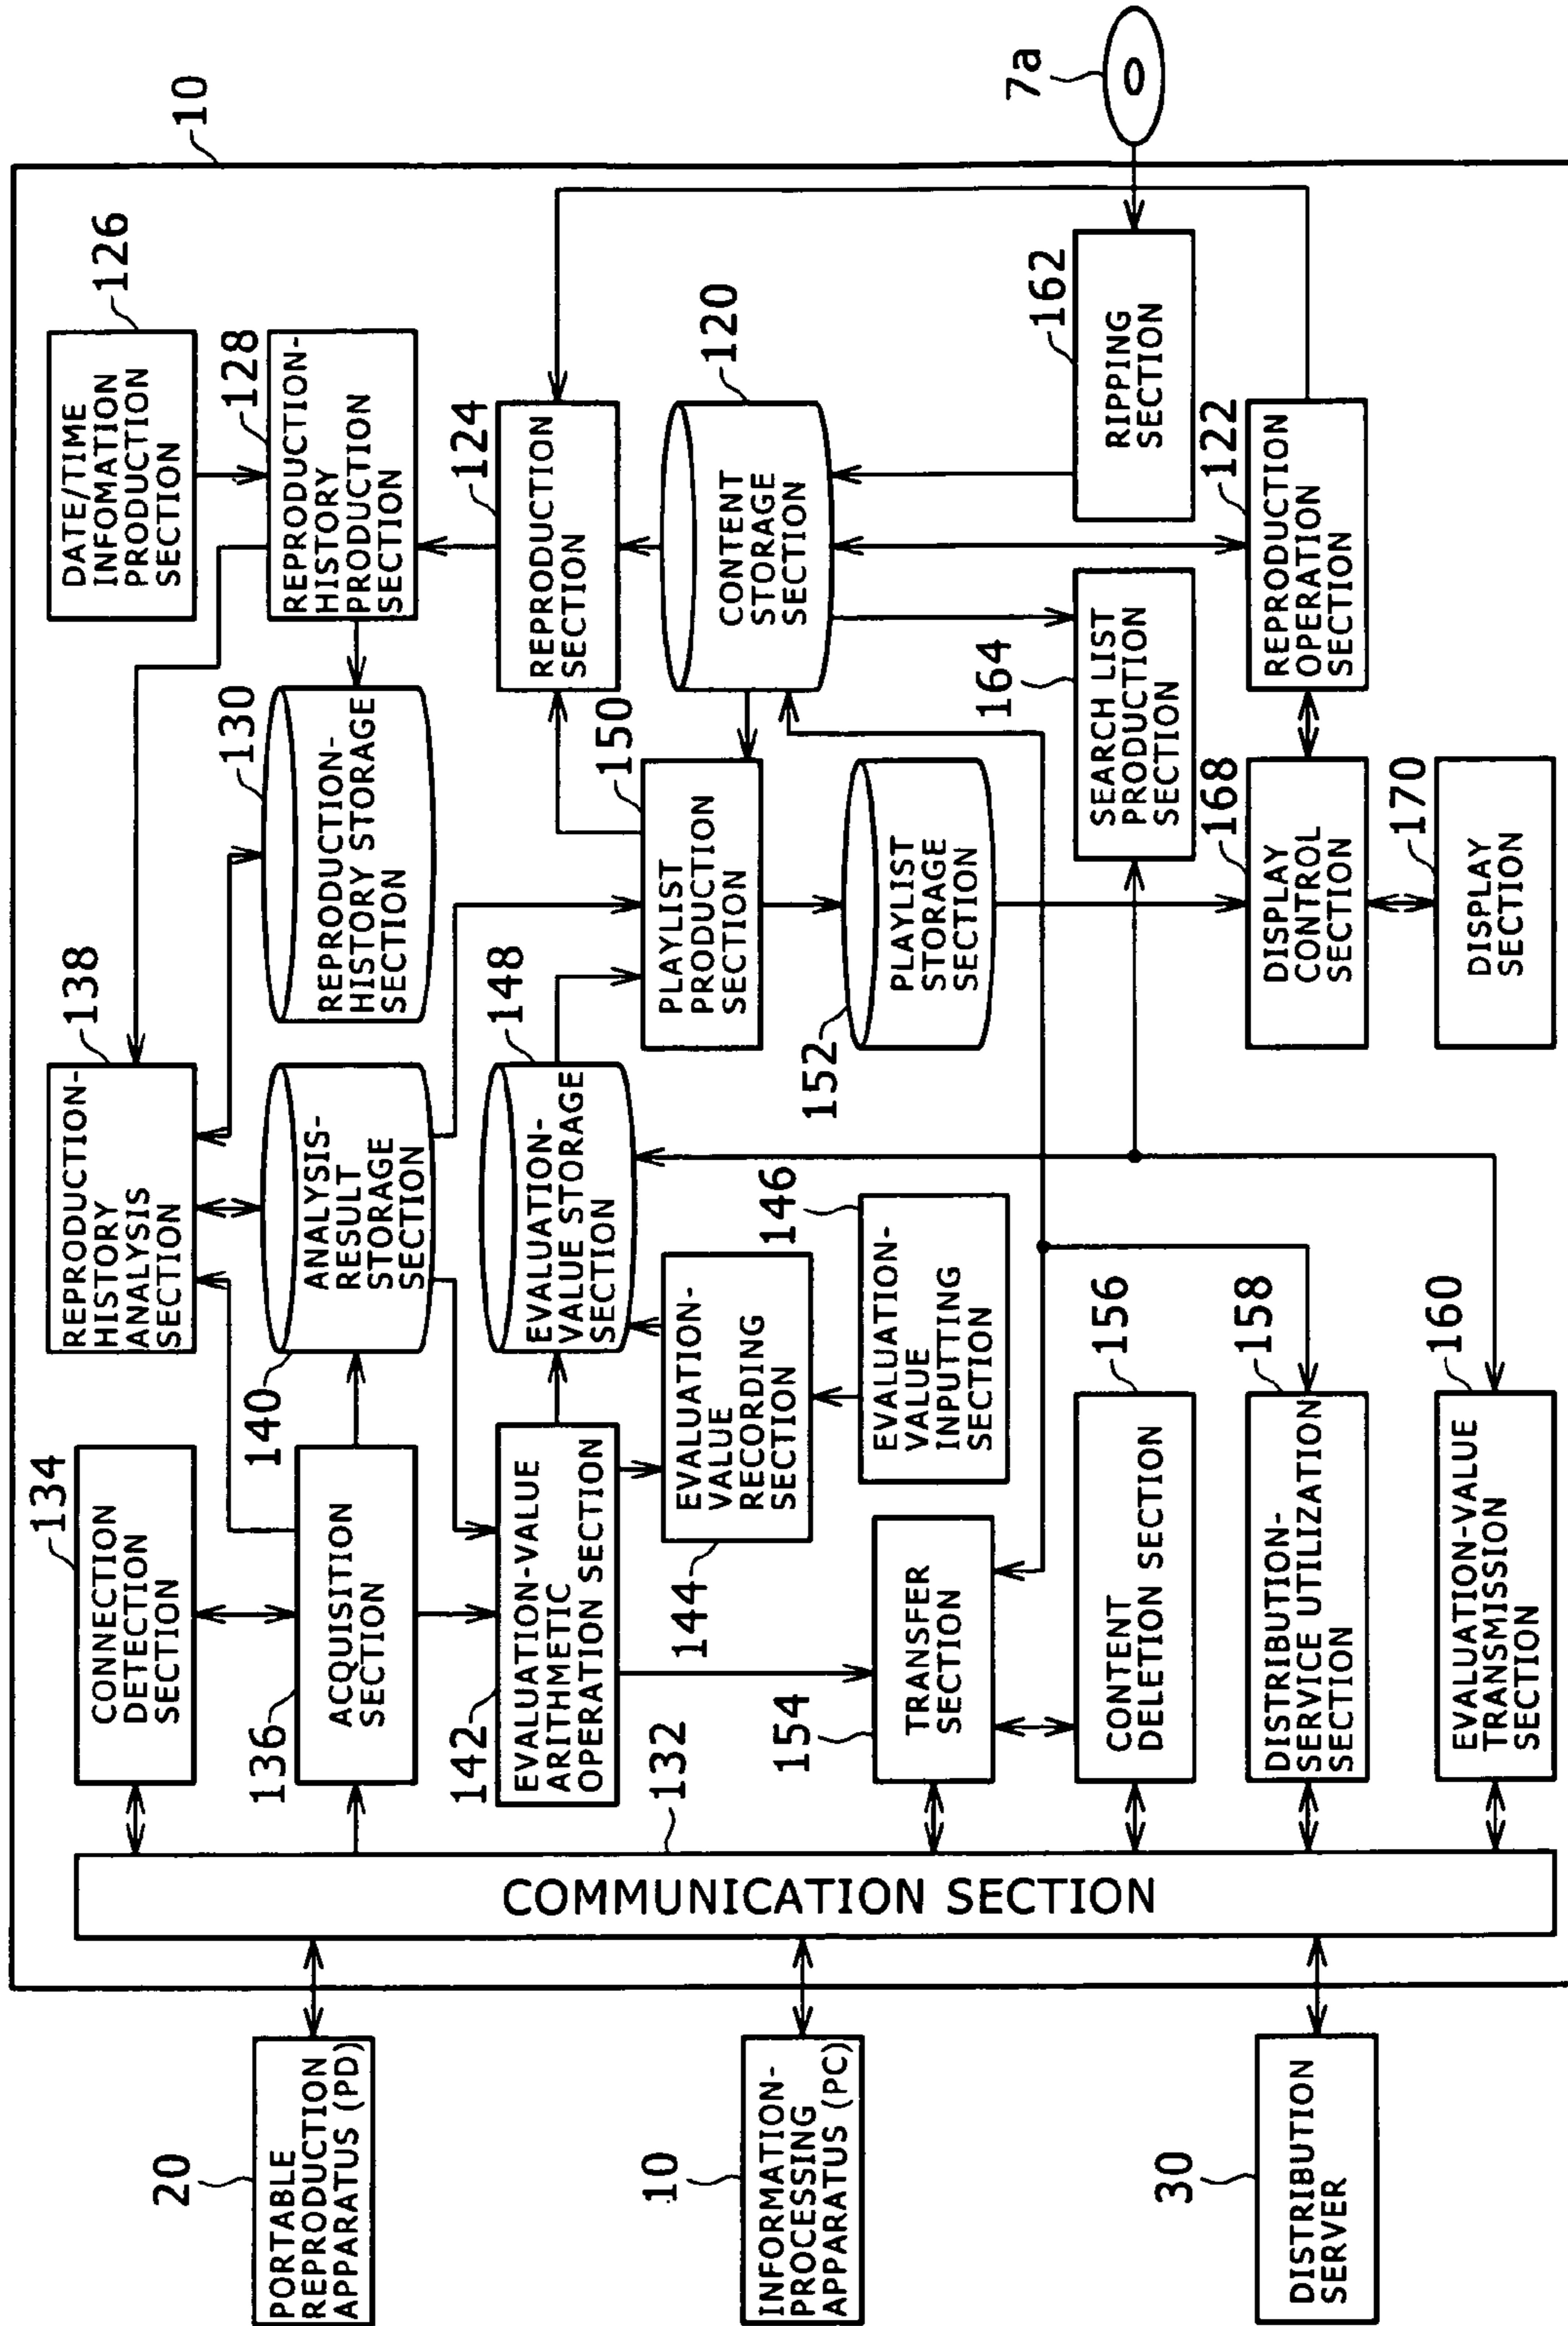 20
PORTABLE
REPRODUCTION
APPARATUS (PD)
10
INFORMATION-
PROCESSING
APPARATUS (PC)
30
DISTRIBUTION
SERVER
10
132
COMMUNICATION SECTION
134
CONNECTION
DETECTION
SECTION
136
ACQUISITION
SECTION
142
EVALUATION-VALUE
ARITHMETIC
OPERATION SECTION
154
TRANSFER
SECTION
156
CONTENT
DELETION SECTION
158
DISTRIBUTION-
SERVICE UTILIZATION
SECTION
160
EVALUATION-VALUE
TRANSMISSION
SECTION
138
REPRODUCTION-
HISTORY
ANALYSIS
SECTION
140
ANALYSIS-
RESULT
STORAGE
SECTION
148
EVALUATION-
VALUE STORAGE
SECTION
144
EVALUATION-
VALUE
RECORDING
SECTION
146
EVALUATION-
VALUE
INPUTTING
SECTION
130
REPRODUCTION-
HISTORY STORAGE
SECTION
150
PLAYLIST
PRODUCTION
SECTION
152
PLAYLIST
STORAGE
SECTION
164
SEARCH LIST
PRODUCTION
SECTION
168
DISPLAY
CONTROL
SECTION
170
DISPLAY
SECTION
126
DATE/TIME
INFOMATION
PRODUCTION
SECTION
128
REPRODUCTION-
HISTORY
PRODUCTION
SECTION
124
REPRODUCTION
SECTION
120
CONTENT
STORAGE
SECTION
162
RIPPING
SECTION
122
REPRODUCTION
OPERATION
SECTION
7a